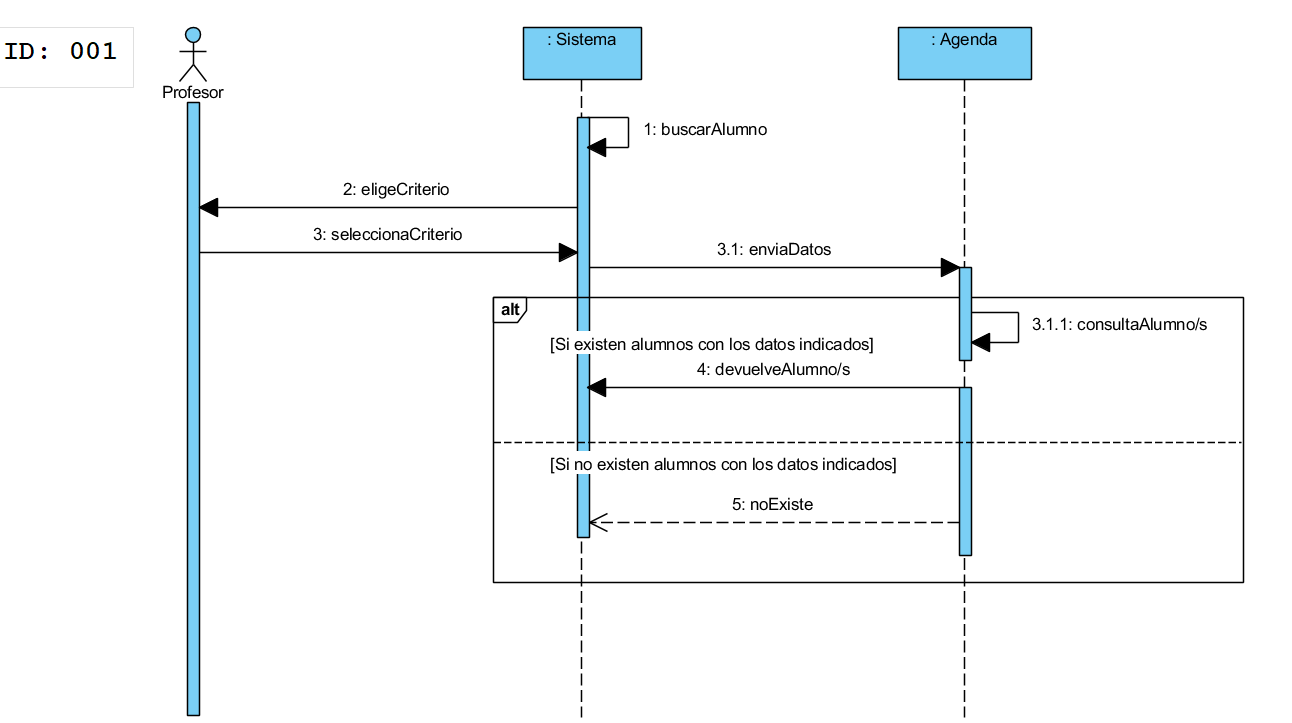 ID: 001
Profesor
: Sistema
: Agenda
1: buscarAlumno
2: eligeCriterio
3: seleccionaCriterio
3.1: enviaDatos
alt
3.1.1: consultaAlumno/s
[Si existen alumnos con los datos indicados]
4: devuelveAlumno/s
[Si no existen alumnos con los datos indicados]
5: noExiste